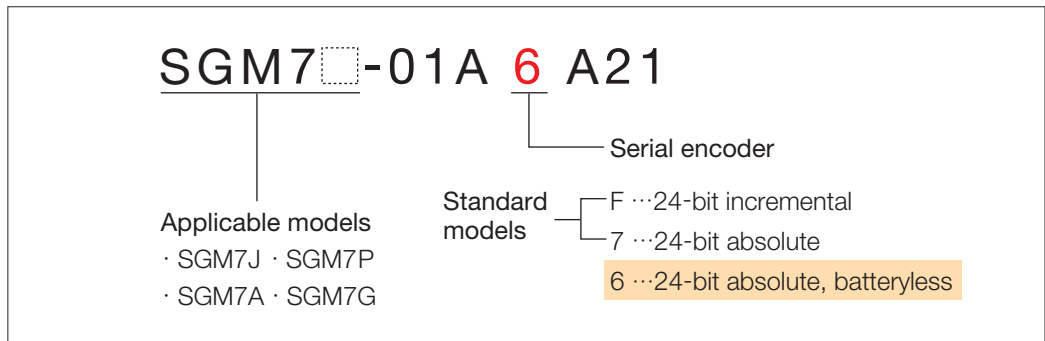 SGM7□-01A 6 A21
Serial encoder
Standard models
F ···24-bit incremental
7 ···24-bit absolute
6 ···24-bit absolute, batteryless
Applicable models
· SGM7J · SGM7P
· SGM7A · SGM7G